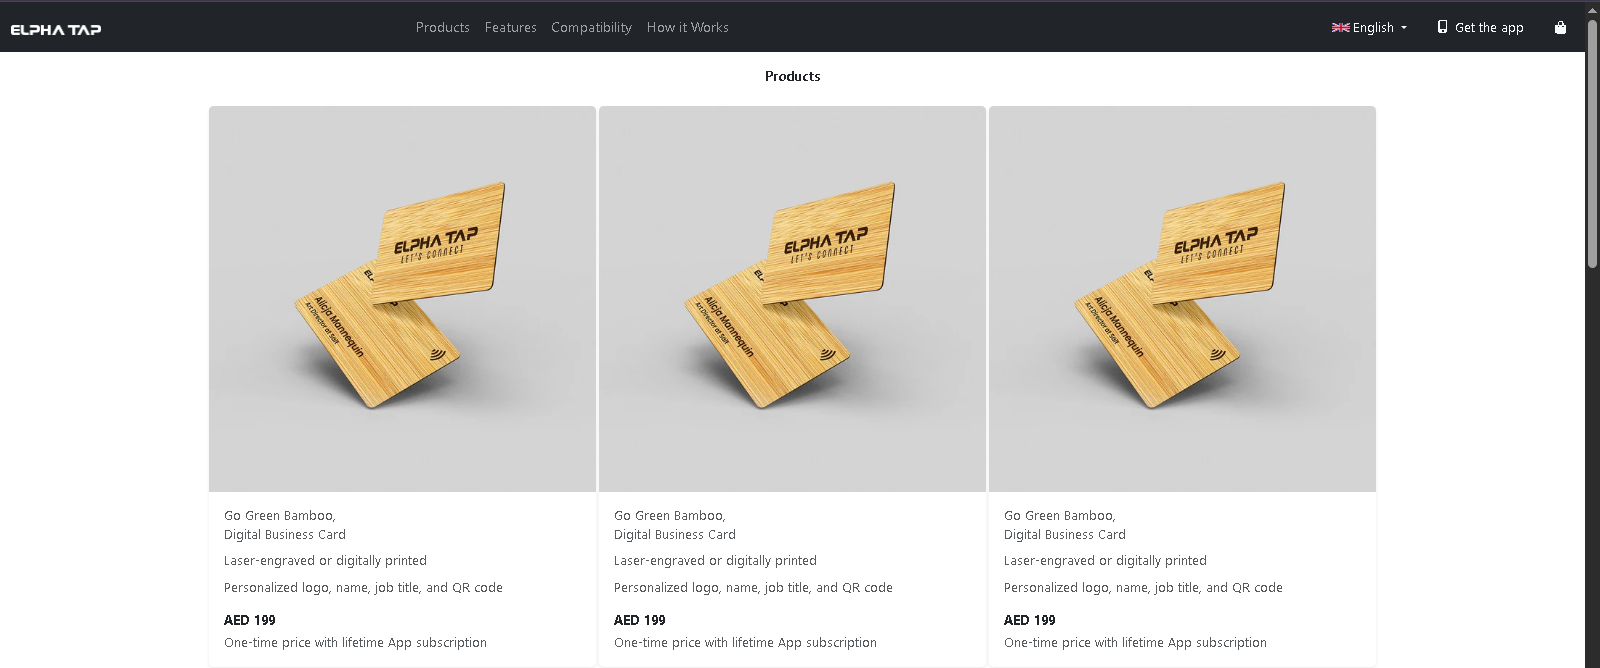 ELPHA TAP
Products Features Compatibility How it Works
English
Get the app
Products
ELPHA TAP
LET'S CONNECT
Alicja Mannequin
Art Director at Salt
ELPHA TAP
LET'S CONNECT
Alicja Mannequin
Art Director at Salt
ELPHA TAP
LET'S CONNECT
Alicja Mannequin
Art Director at Salt
Go Green Bamboo,
Digital Business Card
Laser-engraved or digitally printed
Personalized logo, name, job title, and QR code
AED 199
One-time price with lifetime App subscription
Go Green Bamboo,
Digital Business Card
Laser-engraved or digitally printed
Personalized logo, name, job title, and QR code
AED 199
One-time price with lifetime App subscription
Go Green Bamboo,
Digital Business Card
Laser-engraved or digitally printed
Personalized logo, name, job title, and QR code
AED 199
One-time price with lifetime App subscription